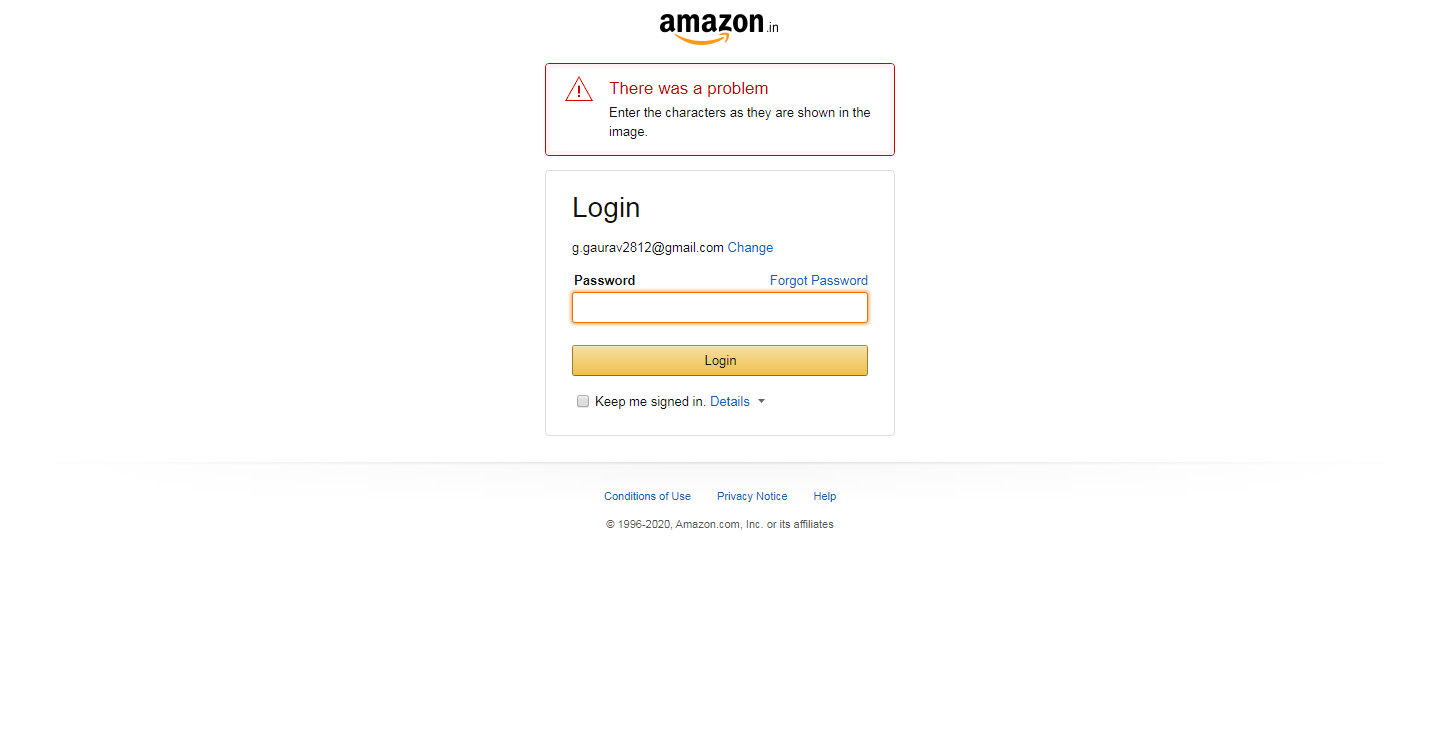 amazon.in
There was a problem
Enter the characters as they are shown in the
image.
Login
g.gaurav2812@gmail.com Change
Password Forgot Password
Login
Keep me signed in. Details
Conditions of Use Privacy Notice Help
© 1996-2020, Amazon.com, Inc. or its affiliates